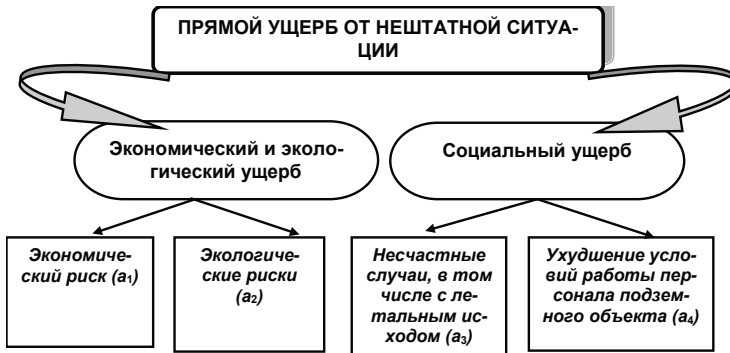 ПРЯМОЙ УЩЕРБ ОТ НЕШТАТНОЙ СИТУА-
ЦИИ
Экономический и эколо-
гический ущерб
Социальный ущерб
Экономиче-
ский риск (a₁)
Экологиче-
ские риски
(a₂)
Несчастные
случаи, в том
числе с ле-
тальным ис-
ходом (a₃)
Ухудшение усло-
вий работы пер-
сонала подзем-
ного объекта (a₄)